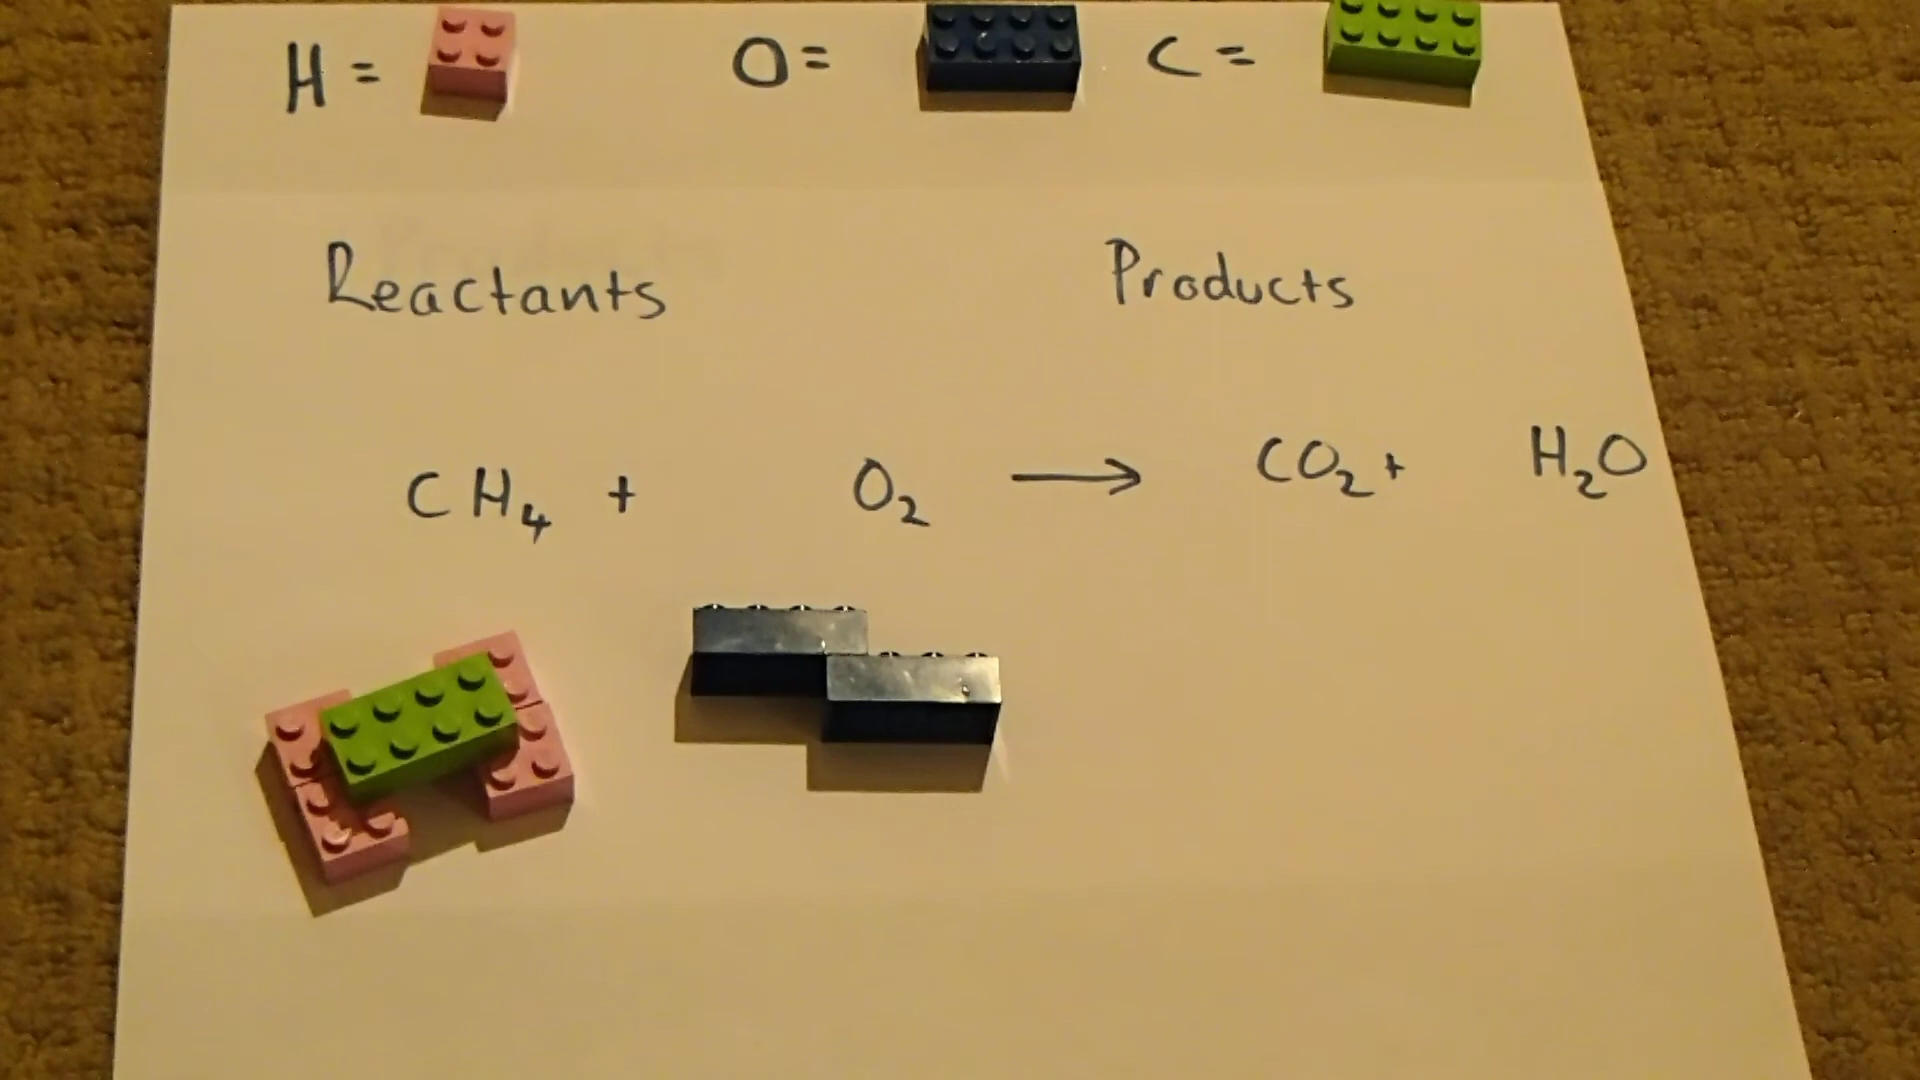 H = O = C =
Reactants Products
CH₄ + O₂ → CO₂ + H₂O